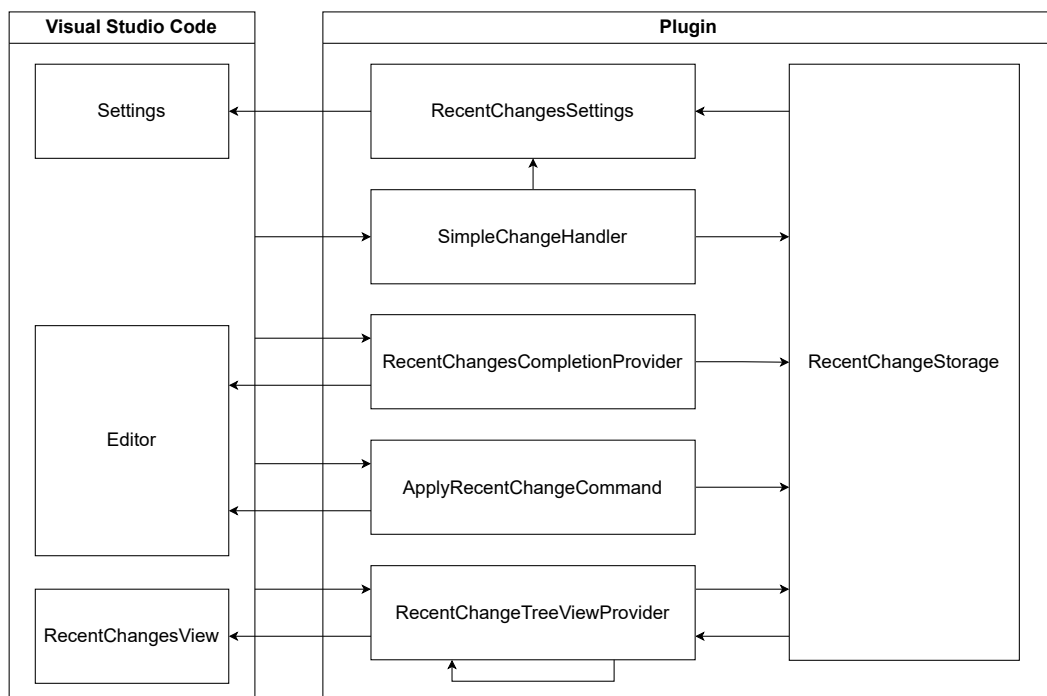 Visual Studio Code
Plugin
Settings
RecentChangesSettings
SimpleChangeHandler
RecentChangesCompletionProvider
RecentChangeStorage
Editor
ApplyRecentChangeCommand
RecentChangeTreeViewProvider
RecentChangesView